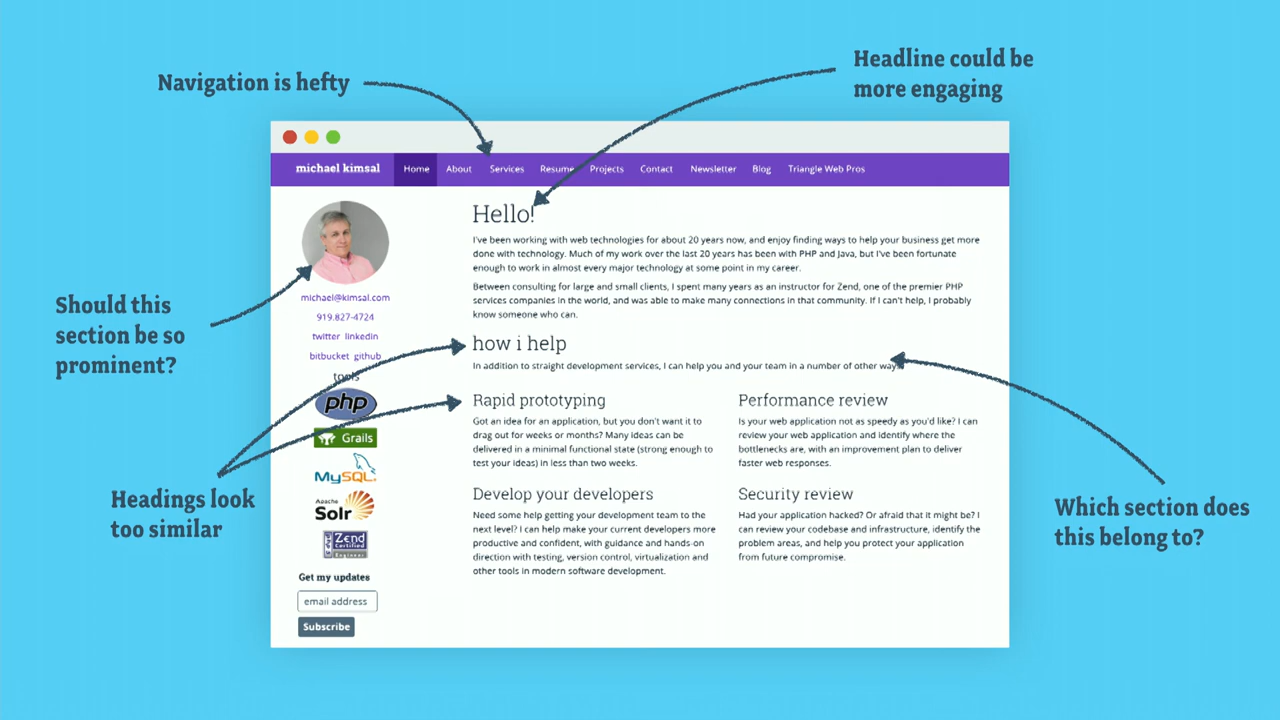 Navigation is hefty
Headline could be
more engaging
michael kimsal Home About Services Resume Projects Contact Newsletter Blog Triangle Web Pros
Should this
section be so
prominent?
michael@kimsal.com
919.827-4724
twitter linkedin
bitbucket github
tools
php
Grails
MySQL
Apache
Solr
Zend
Certified
Engineer
Get my updates
email address
Subscribe
Headings look
too similar
Hello!
I've been working with web technologies for about 20 years now, and enjoy finding ways to help your business get more
done with technology. Much of my work over the last 20 years has been with PHP and Java, but I've been fortunate
enough to work in almost every major technology at some point in my career.
Between consulting for large and small clients, I spent many years as an instructor for Zend, one of the premier PHP
services companies in the world, and was able to make many connections in that community. If I can't help, I probably
know someone who can.
how i help
In addition to straight development services, I can help you and your team in a number of other ways.
Rapid prototyping
Got an idea for an application, but you don't want it to
drag out for weeks or months? Many ideas can be
delivered in a minimal functional state (strong enough to
test your ideas) in less than two weeks.
Performance review
Is your web application not as speedy as you'd like? I can
review your web application and identify where the
bottlenecks are, with an improvement plan to deliver
faster web responses.
Develop your developers
Need some help getting your development team to the
next level? I can help make your current developers more
productive and confident, with guidance and hands-on
direction with testing, version control, virtualization and
other tools in modern software development.
Security review
Had your application hacked? Or afraid that it might be? I
can review your codebase and infrastructure, identify the
problem areas, and help you protect your application
from future compromise.
Which section does
this belong to?